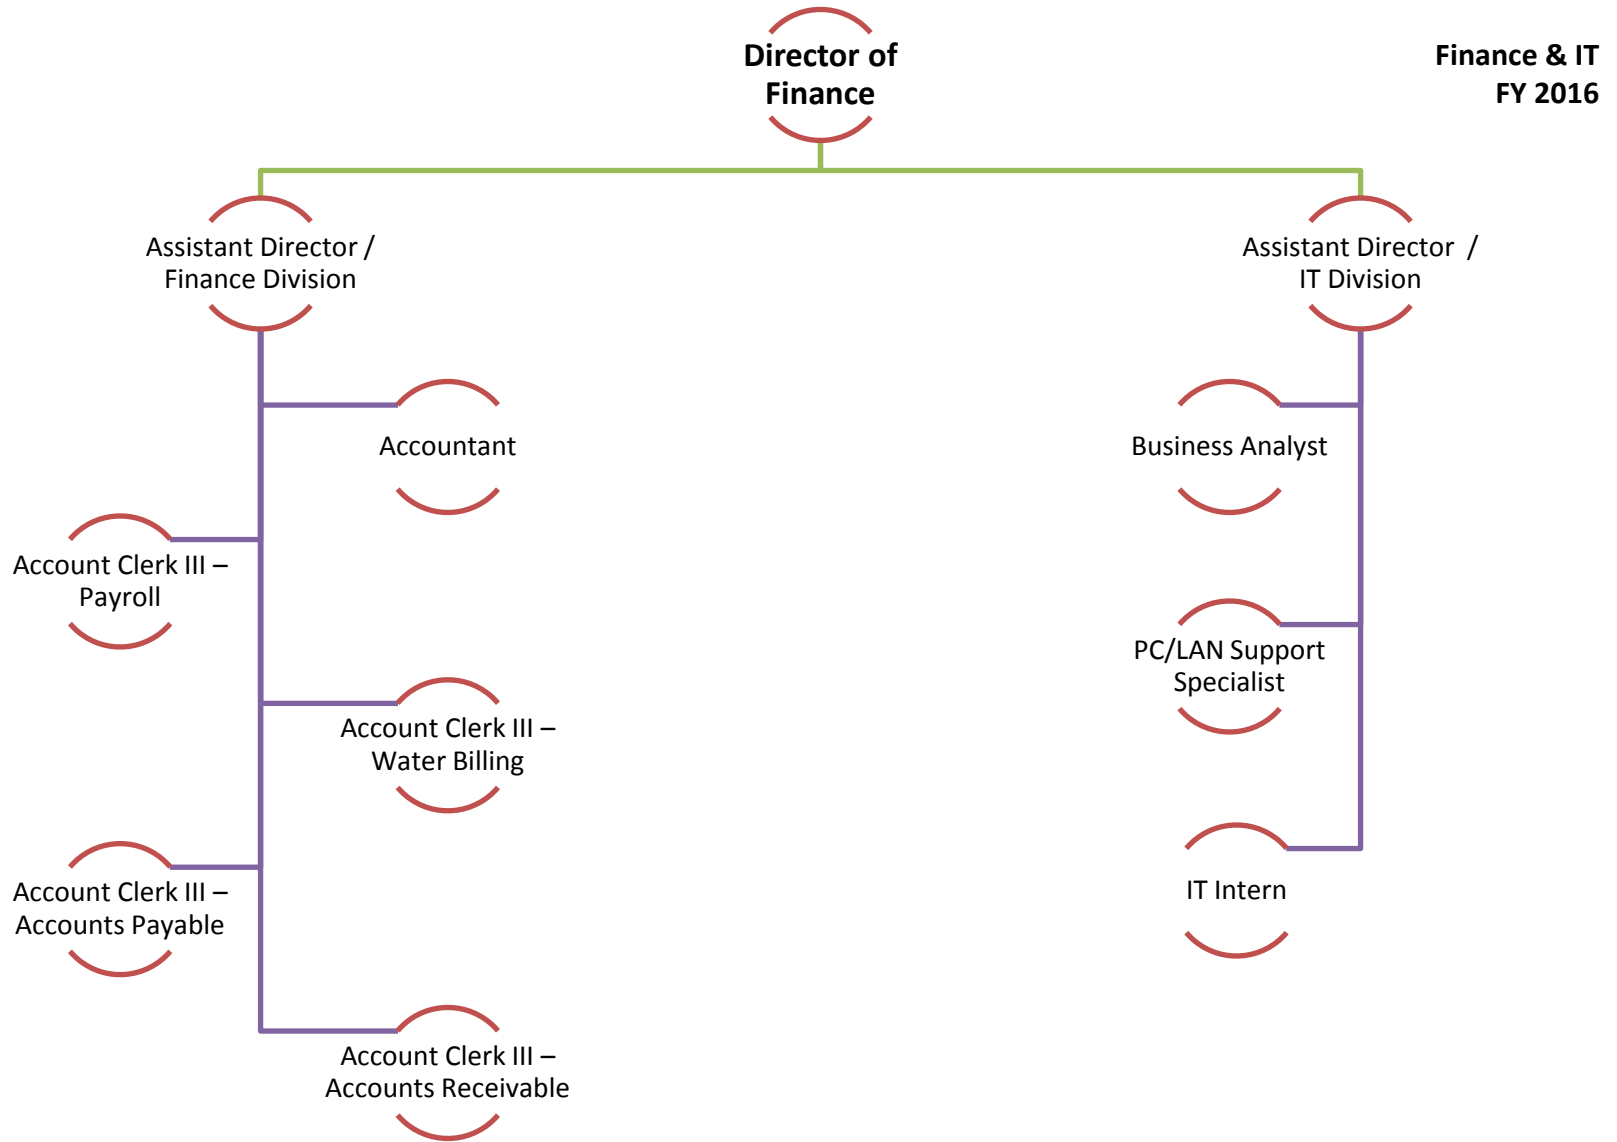 Director of
Finance
Finance & IT
FY 2016
Assistant Director /
Finance Division
Assistant Director /
IT Division
Accountant
Business Analyst
Account Clerk III –
Payroll
PC/LAN Support
Specialist
Account Clerk III –
Water Billing
Account Clerk III –
Accounts Payable
IT Intern
Account Clerk III –
Accounts Receivable